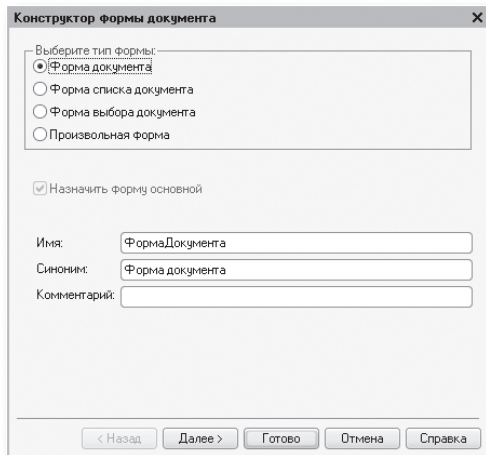 Конструктор формы документа
Выберите тип формы:
Форма документа
Форма списка документа
Форма выбора документа
Произвольная форма
Назначить форму основной
Имя: ФормаДокумента
Синоним: Форма документа
Комментарий:
< Назад Далее > Готово Отмена Справка